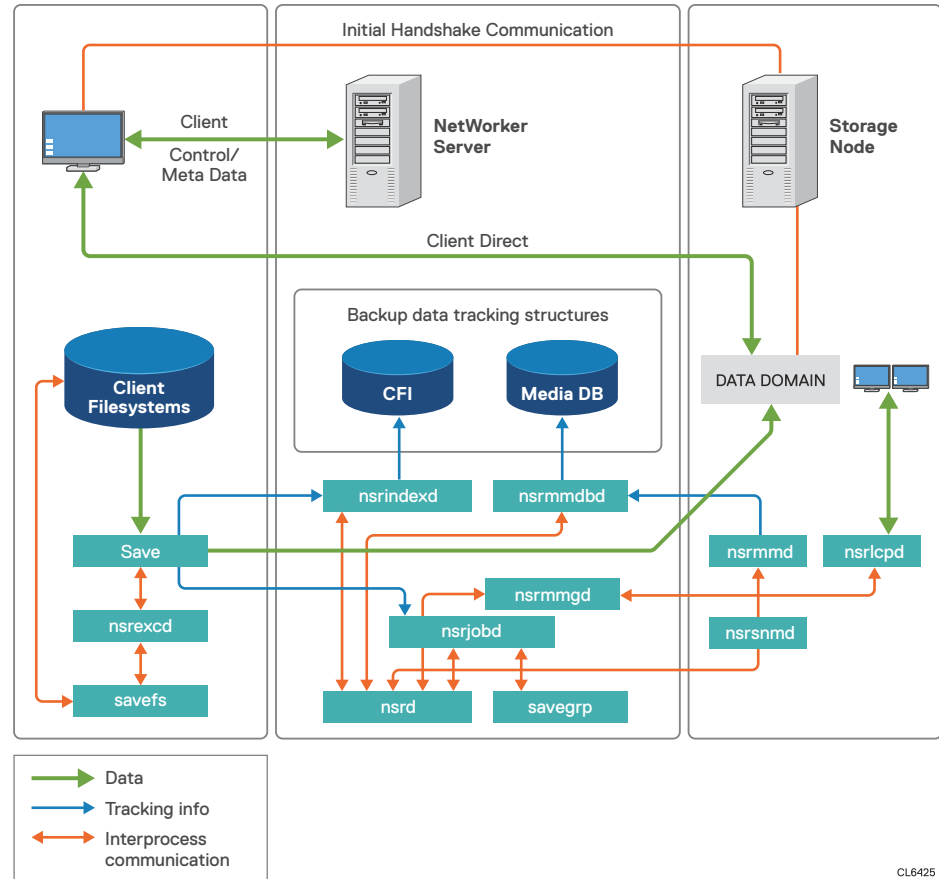 Initial Handshake Communication
Client
Control/
Meta Data
NetWorker
Server
Storage
Node
Client Direct
Backup data tracking structures
Client
Filesystems
CFI
Media DB
DATA DOMAIN
nsrindexd
nsrmmdbd
Save
nsrmmd
nsrlcpd
nsrmmgd
nsrexcd
nsrjobd
nsrsnmd
savefs
nsrd
savegrp
Data
Tracking info
Interprocess
communication
CL6425